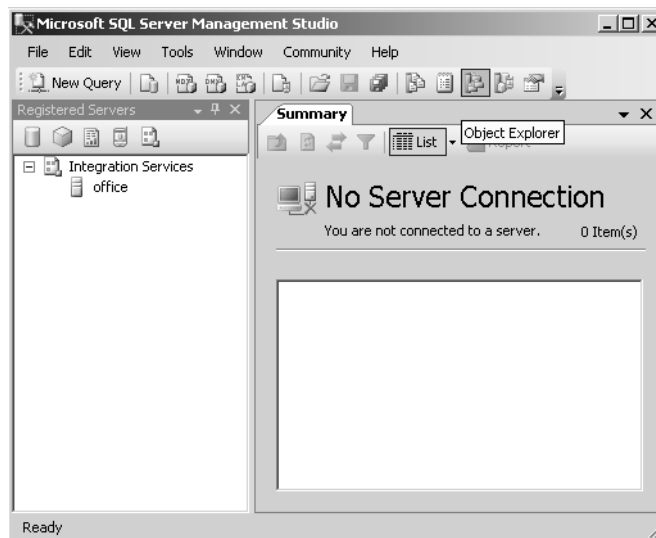 Microsoft SQL Server Management Studio
File Edit View Tools Window Community Help
New Query
Registered Servers
Summary
Object Explorer
List
Integration Services
office
No Server Connection
You are not connected to a server. 0 Item(s)
Ready